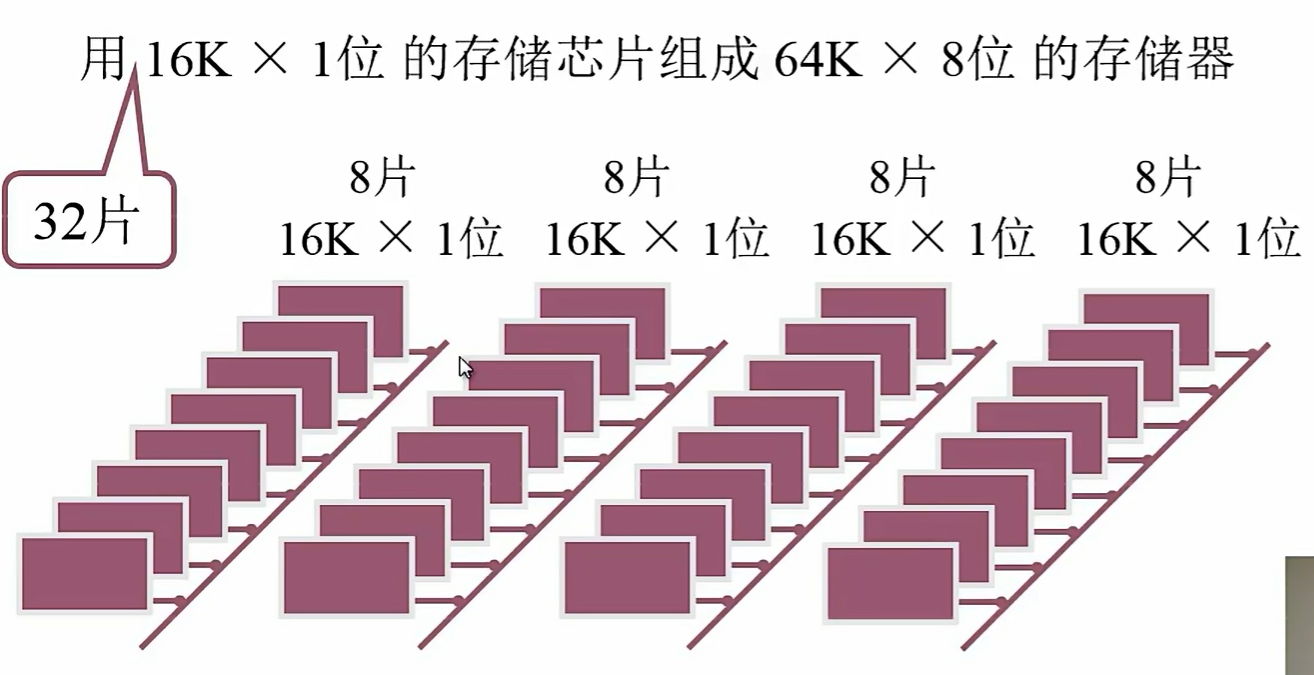 用 16K × 1位 的存储芯片组成 64K × 8位 的存储器
32片
8片 8片 8片 8片
16K × 1位 16K × 1位 16K × 1位 16K × 1位